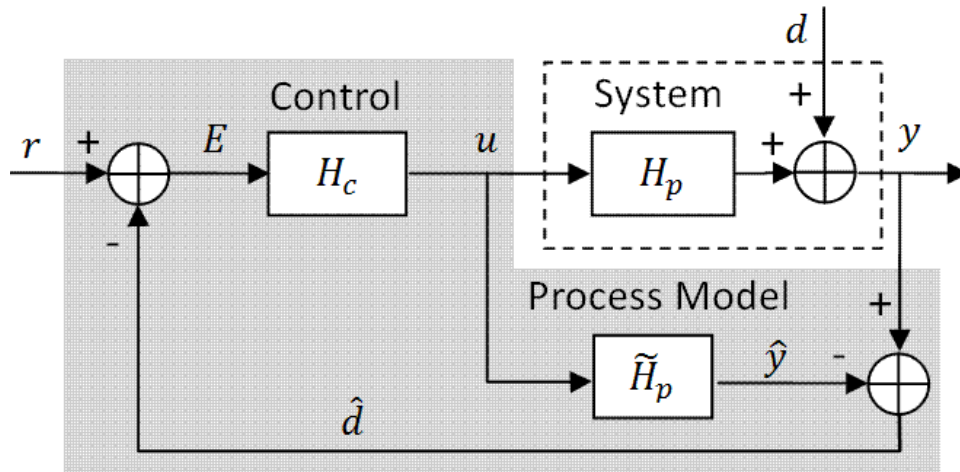 d
Control
System
r
+
E
H_c
u
H_p
+
+
y
-
Process Model
+
H̃_p
ŷ
-
d̂